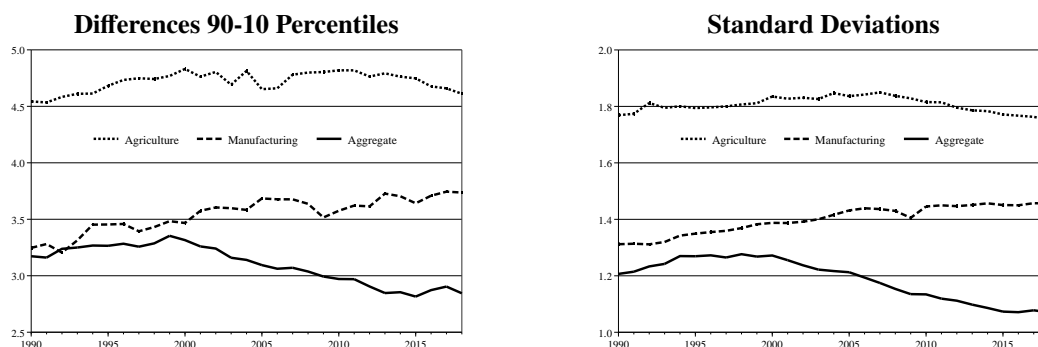 Differences 90-10 Percentiles
5.0
4.5
Agriculture Manufacturing Aggregate
4.0
3.5
3.0
2.5
1990 1995 2000 2005 2010 2015
Standard Deviations
2.0
1.8
Agriculture Manufacturing Aggregate
1.6
1.4
1.2
1.0
1990 1995 2000 2005 2010 2015